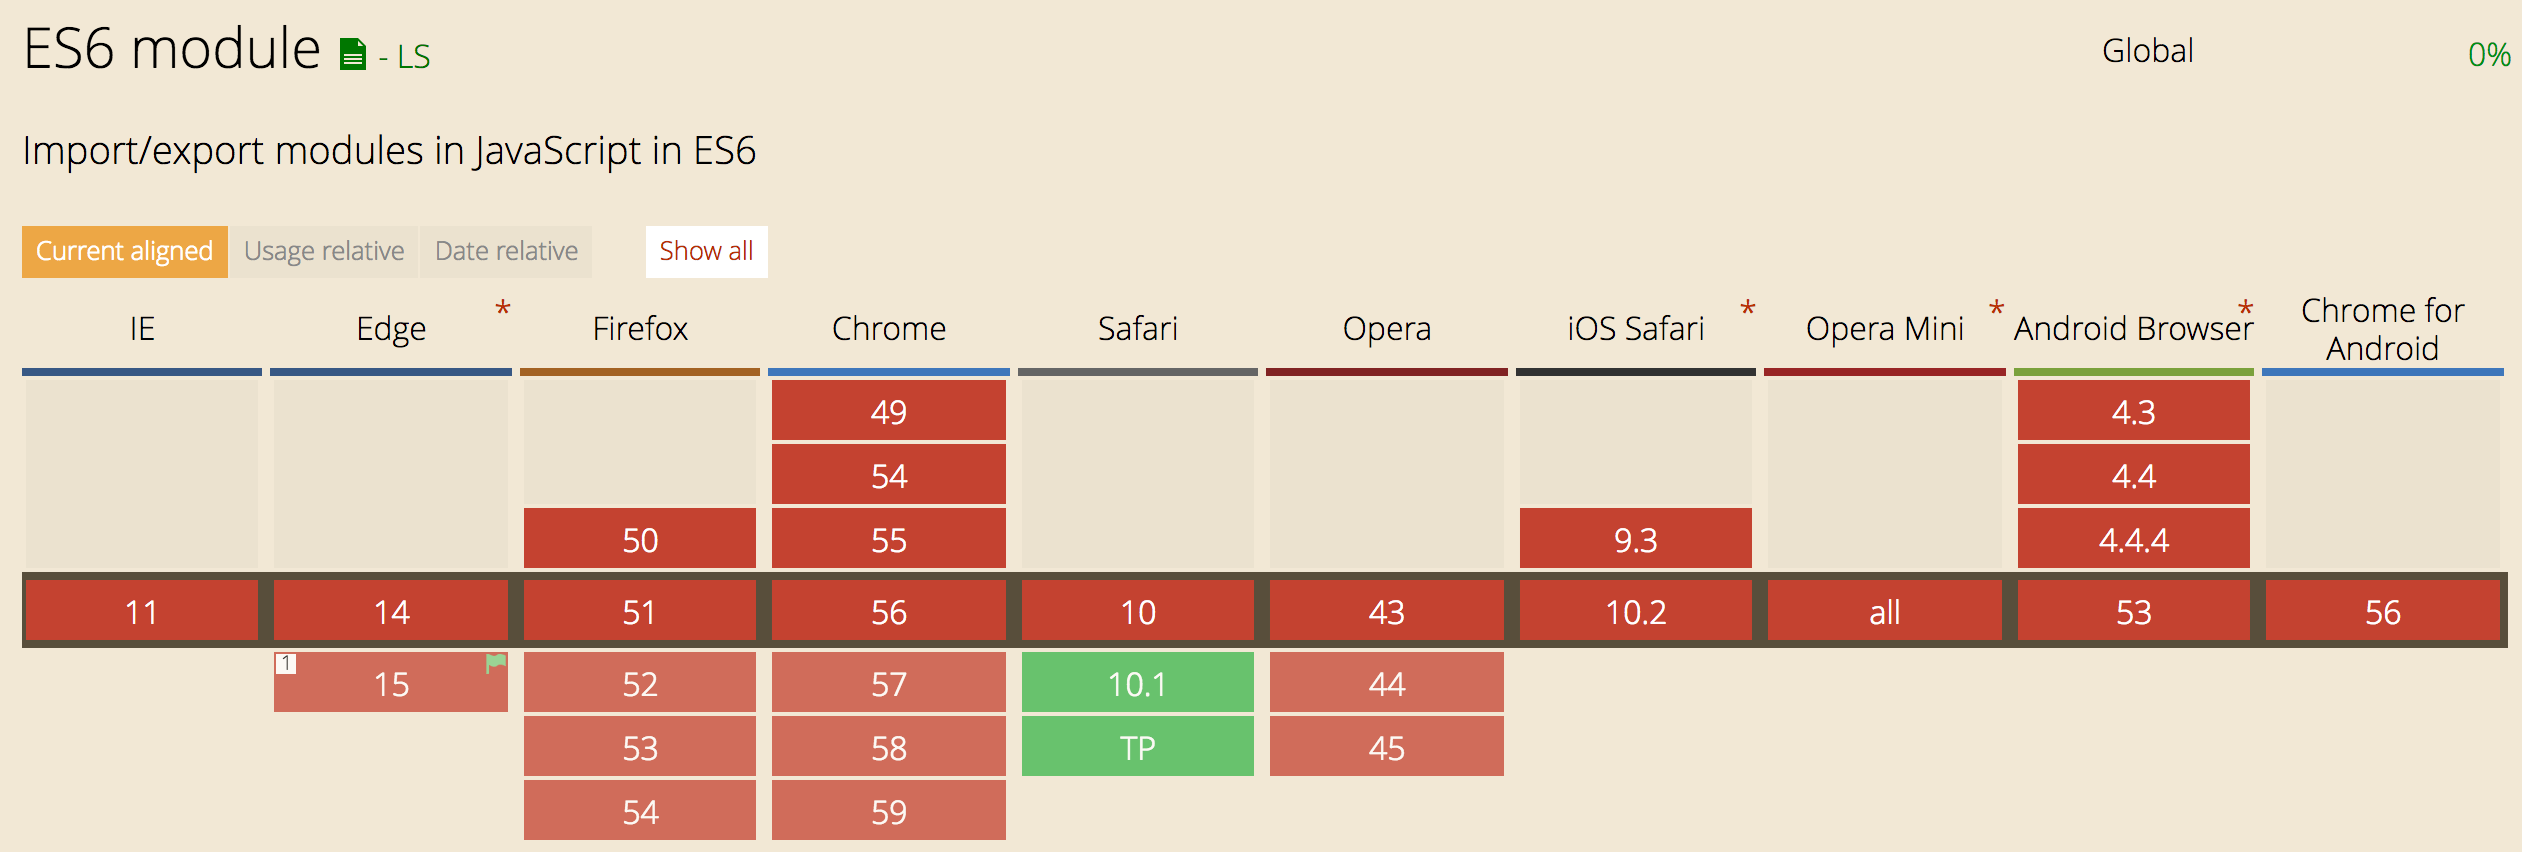 ES6 module - LS
Global 0%
Import/export modules in JavaScript in ES6
Current aligned Usage relative Date relative Show all
IE Edge * Firefox Chrome Safari Opera iOS Safari * Opera Mini * Android Browser * Chrome for Android
49 4.3
54 4.4
50 55 9.3 4.4.4
11 14 51 56 10 43 10.2 all 53 56
1 15 52 57 10.1 44
53 58 TP 45
54 59